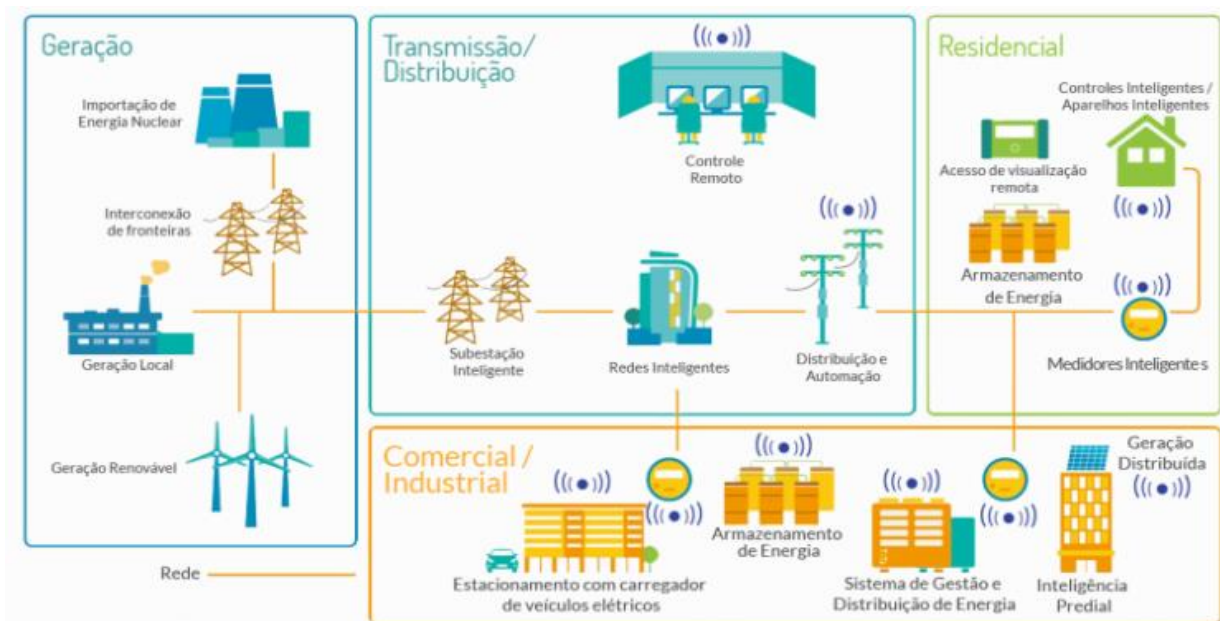 Geração
Importação de
Energia Nuclear
Interconexão
de fronteiras
Geração Local
Geração Renovável
Rede
Transmissão/
Distribuição
Controle
Remoto
Subestação
Inteligente
Redes Inteligentes
Distribuição e
Automação
Residencial
Controles Inteligentes /
Aparelhos Inteligentes
Acesso de visualização
remota
Armazenamento
de Energia
Medidores Inteligentes
Comercial /
Industrial
Estacionamento com carregador
de veículos elétricos
Armazenamento
de Energia
Sistema de Gestão e
Distribuição de Energia
Geração
Distribuída
Inteligência
Predial